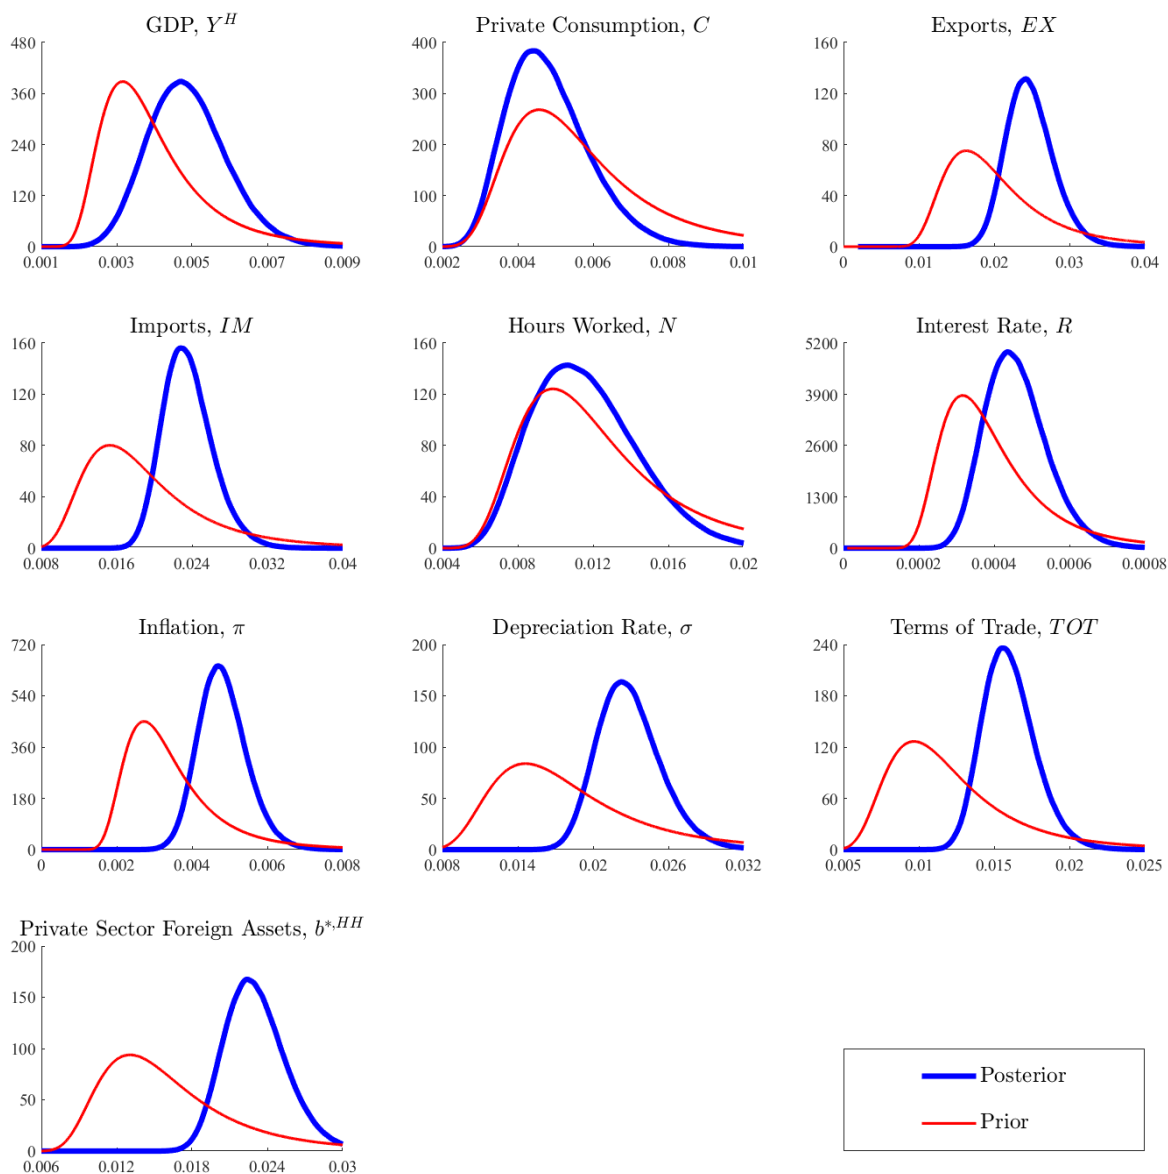 GDP, Y^H
480
360
240
120
0
0.001 0.003 0.005 0.007 0.009
Private Consumption, C
400
300
200
100
0
0.002 0.004 0.006 0.008 0.01
Exports, EX
160
120
80
40
0
0 0.01 0.02 0.03 0.04
Imports, IM
160
120
80
40
0
0.008 0.016 0.024 0.032 0.04
Hours Worked, N
160
120
80
40
0
0.004 0.008 0.012 0.016 0.02
Interest Rate, R
5200
3900
2600
1300
0
0 0.0002 0.0004 0.0006 0.0008
Inflation, π
720
540
360
180
0
0 0.002 0.004 0.006 0.008
Depreciation Rate, σ
200
150
100
50
0
0.008 0.014 0.02 0.026 0.032
Terms of Trade, TOT
240
180
120
60
0
0.005 0.01 0.015 0.02 0.025
Private Sector Foreign Assets, b^{*,HH}
200
150
100
50
0
0.006 0.012 0.018 0.024 0.03
Posterior
Prior